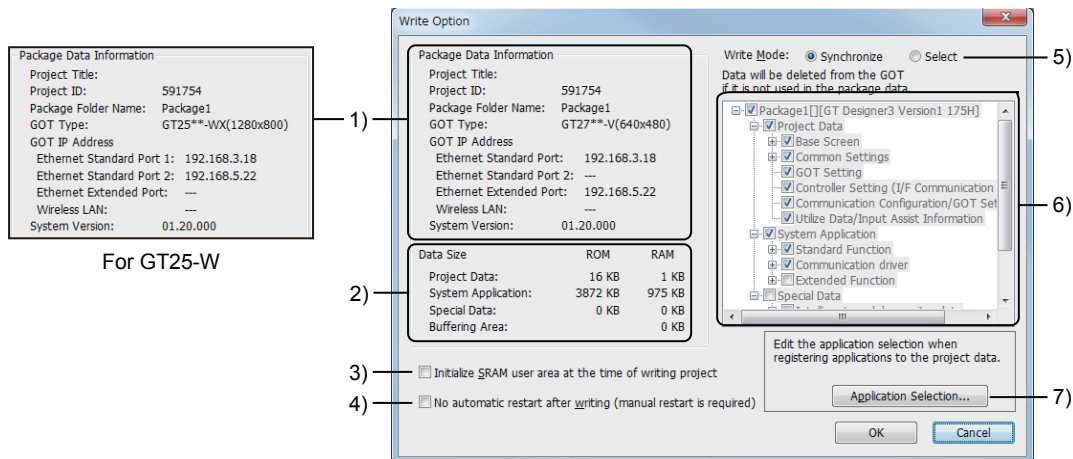 Package Data Information
Project Title:
Project ID: 591754
Package Folder Name: Package1
GOT Type: GT25**-WX(1280x800)
GOT IP Address
Ethernet Standard Port 1: 192.168.3.18
Ethernet Standard Port 2: 192.168.5.22
Ethernet Extended Port: ---
Wireless LAN: ---
System Version: 01.20.000
For GT25-W
Write Option
1)
Package Data Information
Project Title:
Project ID: 591754
Package Folder Name: Package1
GOT Type: GT27**-V(640x480)
GOT IP Address
Ethernet Standard Port: 192.168.3.18
Ethernet Standard Port 2: ---
Ethernet Extended Port: 192.168.5.22
Wireless LAN: ---
System Version: 01.20.000
2)
Data Size ROM RAM
Project Data: 16 KB 1 KB
System Application: 3872 KB 975 KB
Special Data: 0 KB 0 KB
Buffering Area: 0 KB
3)
Initialize SRAM user area at the time of writing project
4)
No automatic restart after writing (manual restart is required)
Write Mode: Synchronize Select
5)
Data will be deleted from the GOT
if it is not used in the package data.
Package1[][GT Designer3 Version1 175H]
Project Data
Base Screen
Common Settings
GOT Setting
Controller Setting (I/F Communication
Communication Configuration/GOT Set
Utilize Data/Input Assist Information
System Application
Standard Function
Communication driver
Extended Function
Special Data
6)
Edit the application selection when
registering applications to the project data.
Application Selection...
7)
OK Cancel